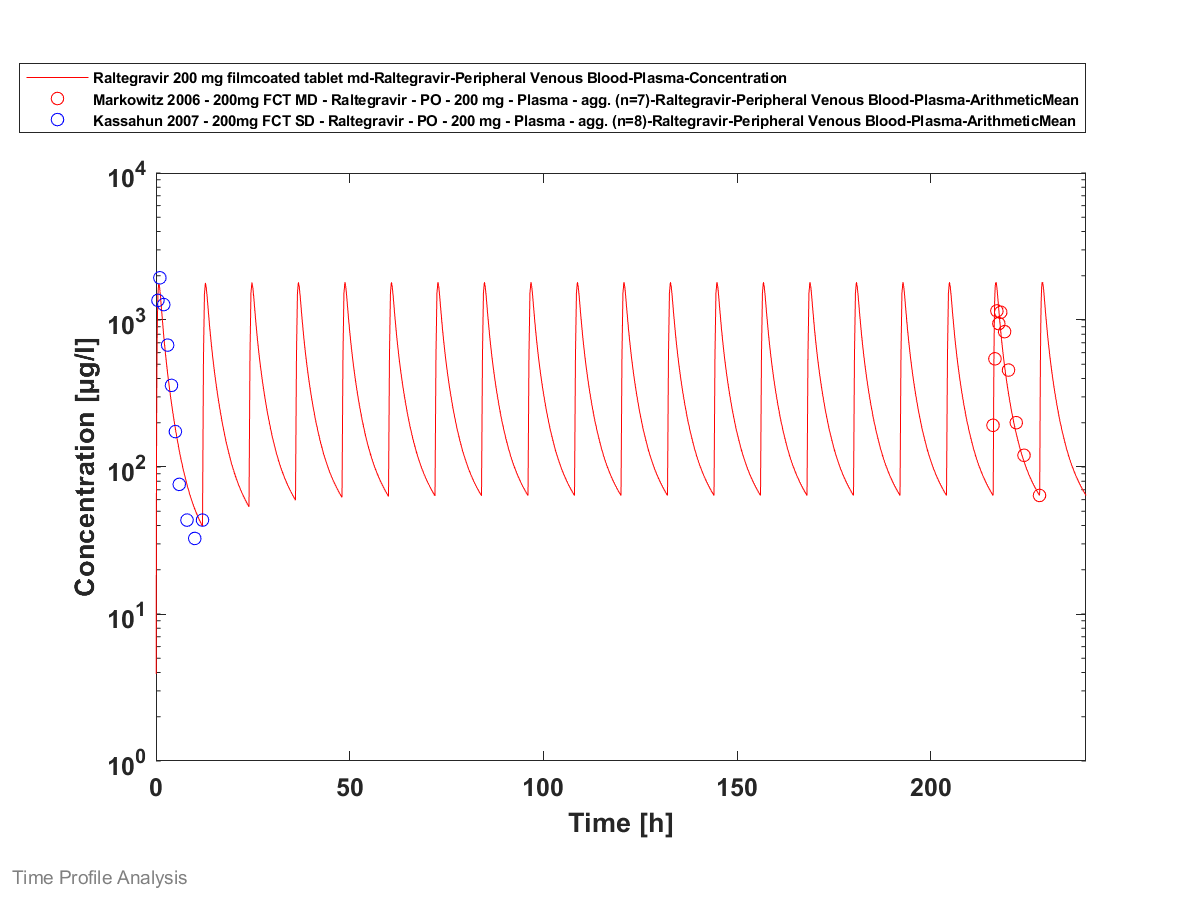 Raltegravir 200 mg filmcoated tablet md-Raltegravir-Peripheral Venous Blood-Plasma-Concentration
Markowitz 2006 - 200mg FCT MD - Raltegravir - PO - 200 mg - Plasma - agg. (n=7)-Raltegravir-Peripheral Venous Blood-Plasma-ArithmeticMean
Kassahun 2007 - 200mg FCT SD - Raltegravir - PO - 200 mg - Plasma - agg. (n=8)-Raltegravir-Peripheral Venous Blood-Plasma-ArithmeticMean
10^4
10^3
10^2
10^1
10^0
Concentration [µg/l]
0 50 100 150 200
Time [h]
Time Profile Analysis